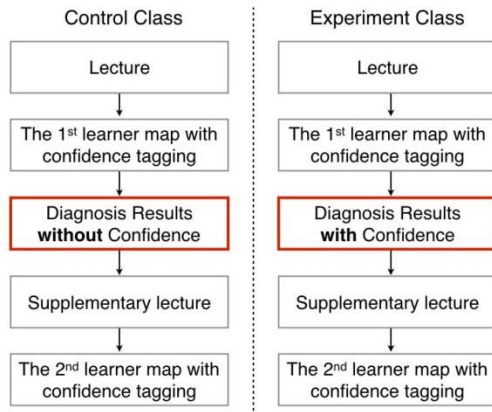 Control Class
Lecture
The 1st learner map with
confidence tagging
Diagnosis Results
without Confidence
Supplementary lecture
The 2nd learner map with
confidence tagging
Experiment Class
Lecture
The 1st learner map with
confidence tagging
Diagnosis Results
with Confidence
Supplementary lecture
The 2nd learner map with
confidence tagging